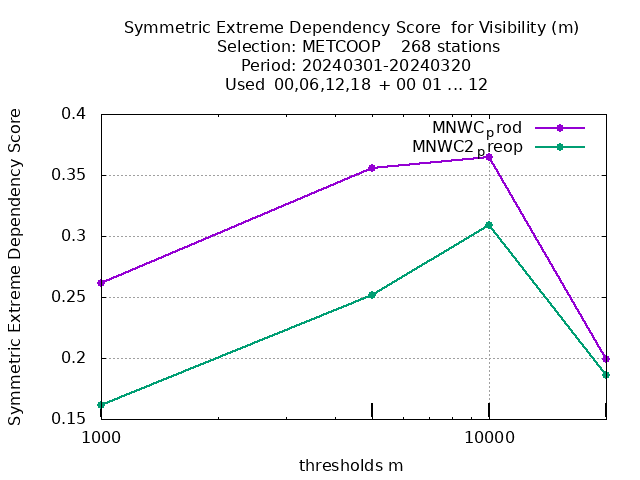 Symmetric Extreme Dependency Score  for Visibility (m)
Selection: METCOOP    268 stations
Period: 20240301-20240320
Used  00,06,12,18  + 00 01 ... 12
Symmetric Extreme Dependency Score
0.4
0.35
0.3
0.25
0.2
0.15
MNWCprod
MNWC2preop
1000
10000
thresholds m